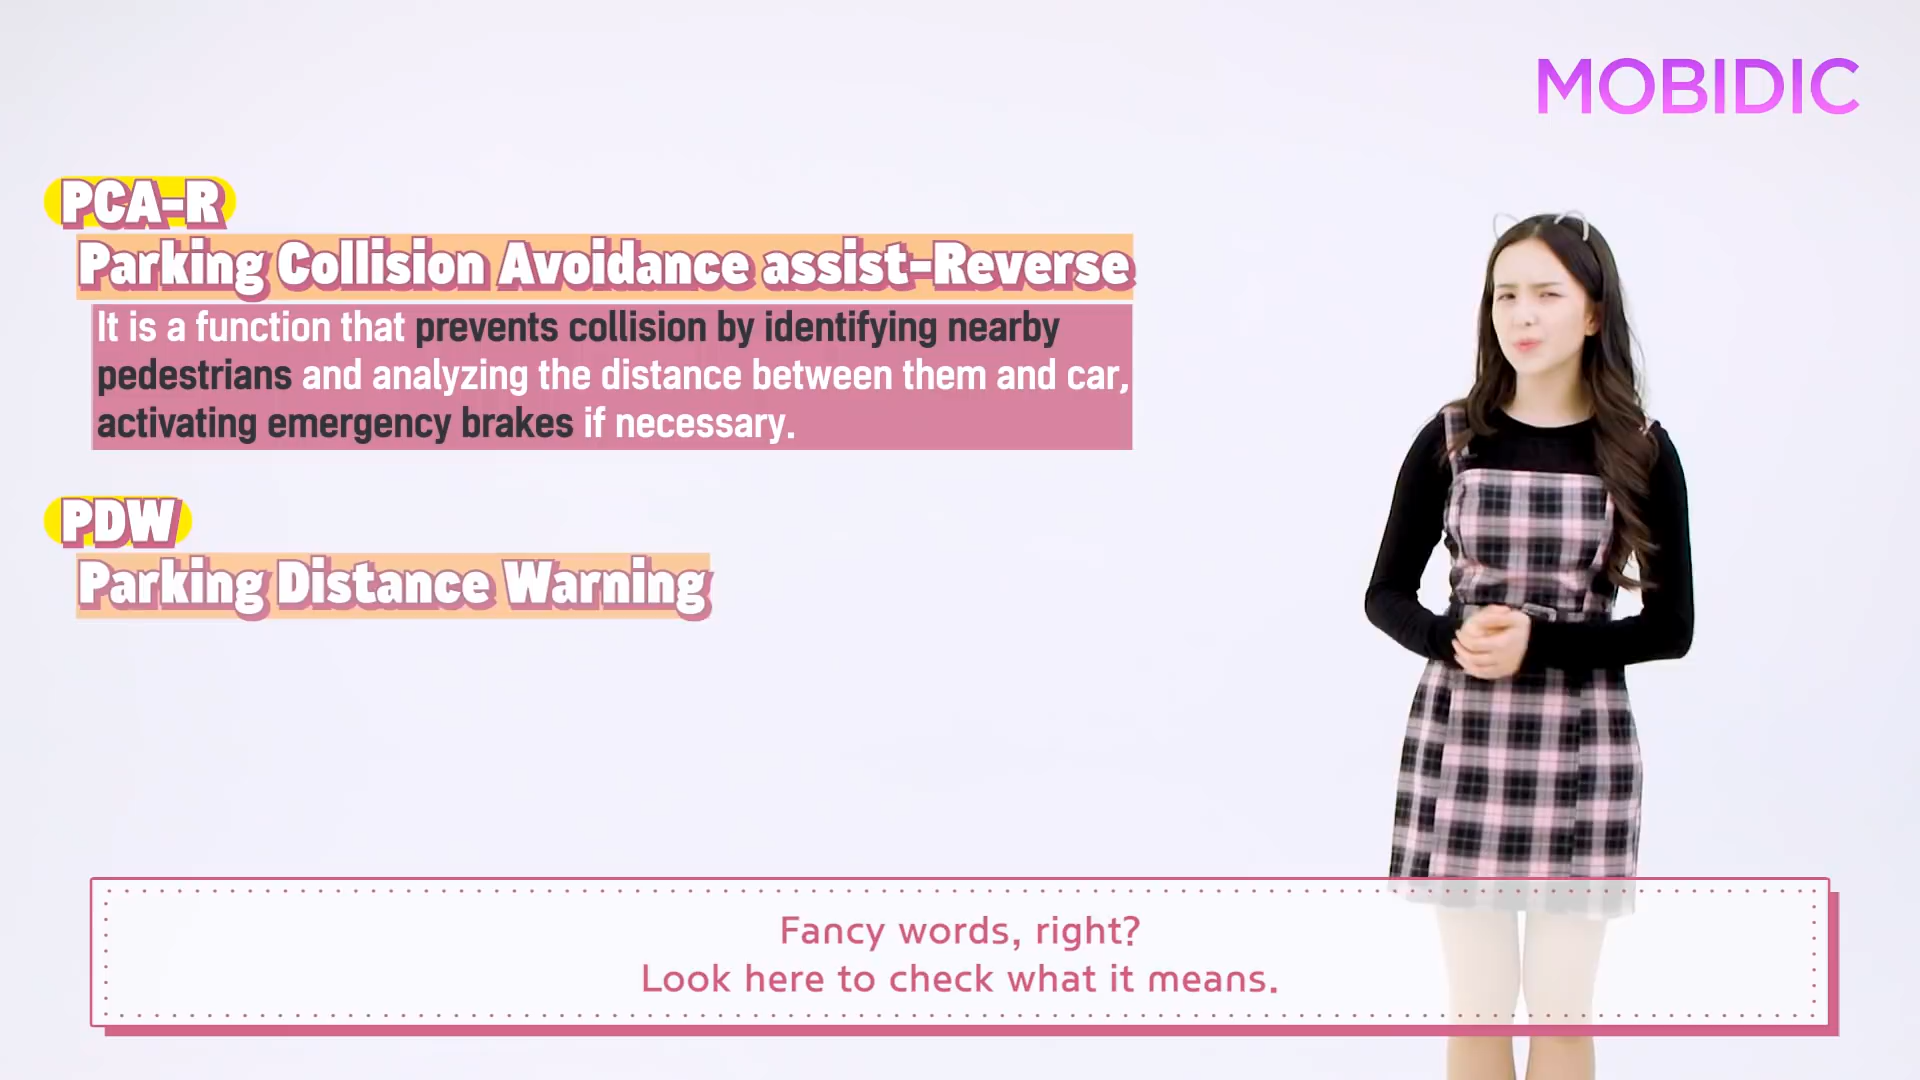 MOBIDIC
PCA-R
Parking Collision Avoidance assist-Reverse
It is a function that prevents collision by identifying nearby
pedestrians and analyzing the distance between them and car,
activating emergency brakes if necessary.
PDW
Parking Distance Warning
Fancy words, right?
Look here to check what it means.